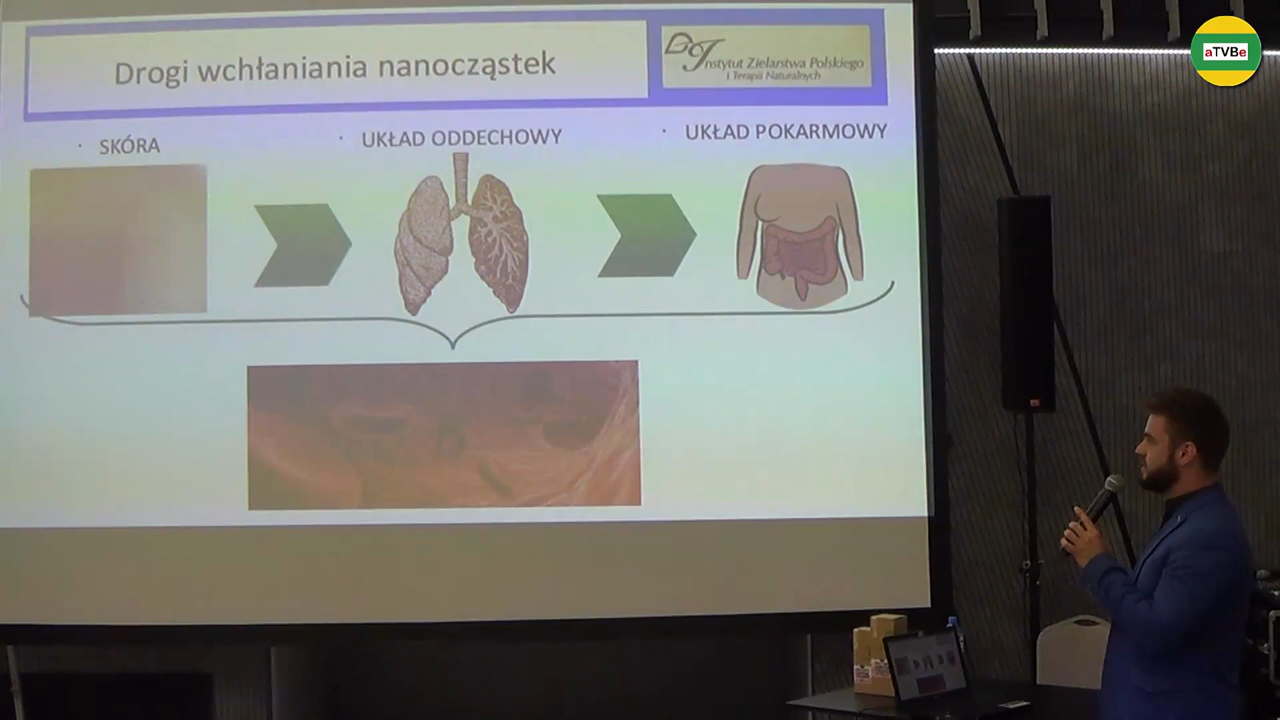 Drogi wchłaniania nanocząstek
Instytut Zielarstwa Polskiego
i Terapii Naturalnych
aTVBe
· SKÓRA
· UKŁAD ODDECHOWY
· UKŁAD POKARMOWY